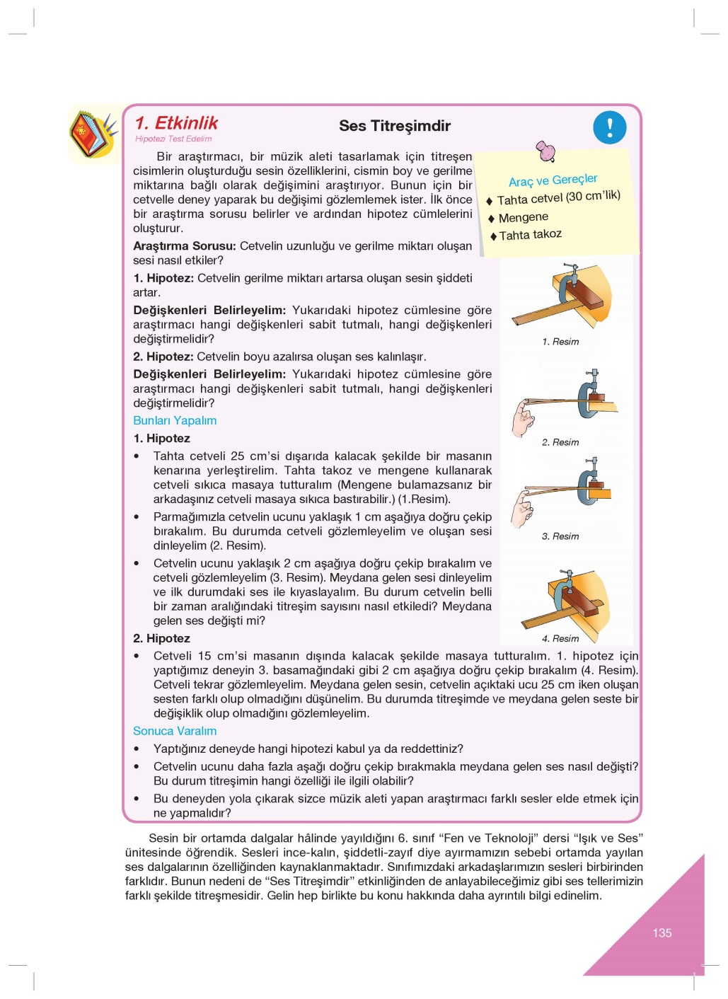 1. Etkinlik
Hipotezi Test Edelim
Ses Titreşimdir
!
Bir araştırmacı, bir müzik aleti tasarlamak için titreşen
cisimlerin oluşturduğu sesin özelliklerini, cismin boy ve gerilme
miktarına bağlı olarak değişimini araştırıyor. Bunun için bir
cetvelle deney yaparak bu değişimi gözlemlemek ister. İlk önce
bir araştırma sorusu belirler ve ardından hipotez cümlelerini
oluşturur.
Araç ve Gereçler
♦ Tahta cetvel (30 cm'lik)
♦ Mengene
♦ Tahta takoz
Araştırma Sorusu: Cetvelin uzunluğu ve gerilme miktarı oluşan
sesi nasıl etkiler?
1. Hipotez: Cetvelin gerilme miktarı artarsa oluşan sesin şiddeti
artar.
Değişkenleri Belirleyelim: Yukarıdaki hipotez cümlesine göre
araştırmacı hangi değişkenleri sabit tutmalı, hangi değişkenleri
değiştirmelidir?
2. Hipotez: Cetvelin boyu azalırsa oluşan ses kalınlaşır.
Değişkenleri Belirleyelim: Yukarıdaki hipotez cümlesine göre
araştırmacı hangi değişkenleri sabit tutmalı, hangi değişkenleri
değiştirmelidir?
Bunları Yapalım
1. Hipotez
• Tahta cetveli 25 cm'si dışarıda kalacak şekilde bir masanın
kenarına yerleştirelim. Tahta takoz ve mengene kullanarak
cetveli sıkıca masaya tutturalım (Mengene bulamazsanız bir
arkadaşınız cetveli masaya sıkıca bastırabilir.) (1.Resim).
• Parmağımızla cetvelin ucunu yaklaşık 1 cm aşağıya doğru çekip
bırakalım. Bu durumda cetveli gözlemleyelim ve oluşan sesi
dinleyelim (2. Resim).
• Cetvelin ucunu yaklaşık 2 cm aşağıya doğru çekip bırakalım ve
cetveli gözlemleyelim (3. Resim). Meydana gelen sesi dinleyelim
ve ilk durumdaki ses ile kıyaslayalım. Bu durum cetvelin belli
bir zaman aralığındaki titreşim sayısını nasıl etkiledi? Meydana
gelen ses değişti mi?
1. Resim
2. Resim
3. Resim
4. Resim
2. Hipotez
• Cetveli 15 cm'si masanın dışında kalacak şekilde masaya tutturalım. 1. hipotez için
yaptığımız deneyin 3. basamağındaki gibi 2 cm aşağıya doğru çekip bırakalım (4. Resim).
Cetveli tekrar gözlemleyelim. Meydana gelen sesin, cetvelin açıktaki ucu 25 cm iken oluşan
sesten farklı olup olmadığını düşünelim. Bu durumda titreşimde ve meydana gelen seste bir
değişiklik olup olmadığını gözlemleyelim.
Sonuca Varalım
• Yaptığınız deneyde hangi hipotezi kabul ya da reddettiniz?
• Cetvelin ucunu daha fazla aşağı doğru çekip bırakmakla meydana gelen ses nasıl değişti?
Bu durum titreşimin hangi özelliği ile ilgili olabilir?
• Bu deneyden yola çıkarak sizce müzik aleti yapan araştırmacı farklı sesler elde etmek için
ne yapmalıdır?
Sesin bir ortamda dalgalar hâlinde yayıldığını 6. sınıf “Fen ve Teknoloji” dersi “Işık ve Ses”
ünitesinde öğrendik. Sesleri ince-kalın, şiddetli-zayıf diye ayırmamızın sebebi ortamda yayılan
ses dalgalarının özelliğinden kaynaklanmaktadır. Sınıfımızdaki arkadaşlarımızın sesleri birbirinden
farklıdır. Bunun nedeni de “Ses Titreşimdir” etkinliğinden de anlayabileceğimiz gibi ses tellerimizin
farklı şekilde titreşmesidir. Gelin hep birlikte bu konu hakkında daha ayrıntılı bilgi edinelim.
135